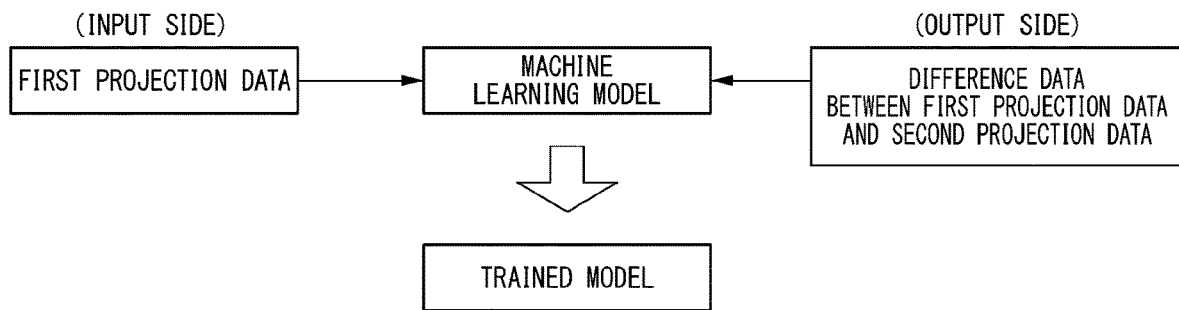 (INPUT SIDE)
FIRST PROJECTION DATA
MACHINE
LEARNING MODEL
(OUTPUT SIDE)
DIFFERENCE DATA
BETWEEN FIRST PROJECTION DATA
AND SECOND PROJECTION DATA
TRAINED MODEL